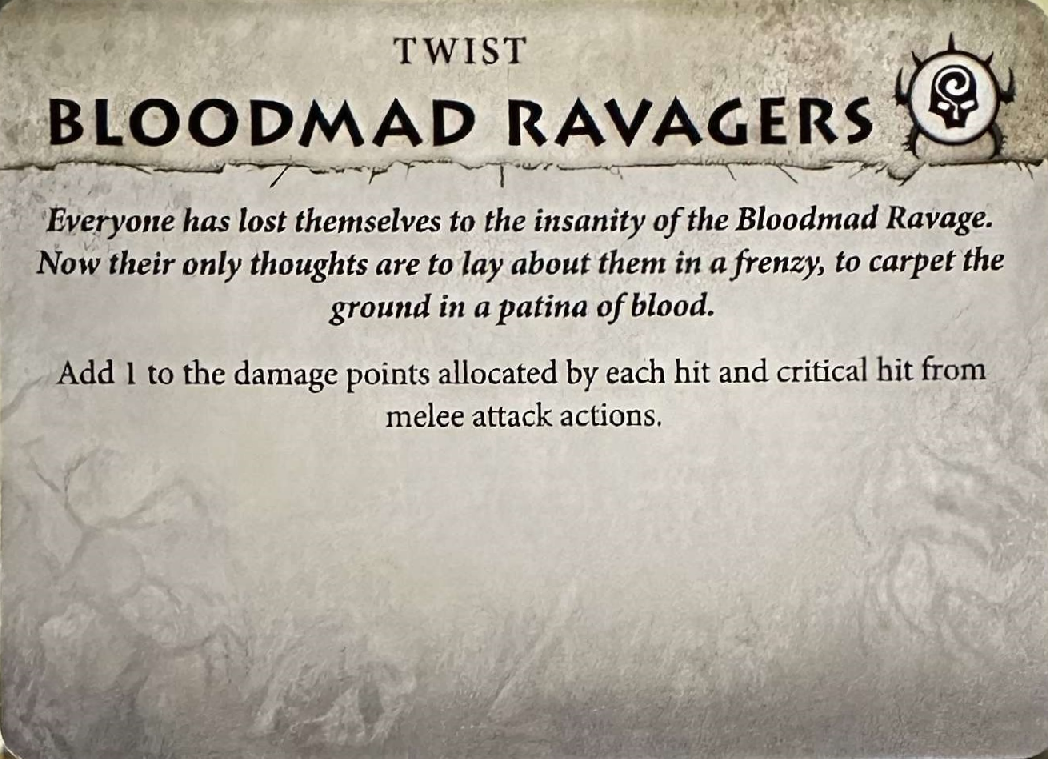 TWIST
BLOODMAD RAVAGERS
Everyone has lost themselves to the insanity of the Bloodmad Ravage.
Now their only thoughts are to lay about them in a frenzy, to carpet the
ground in a patina of blood.
Add 1 to the damage points allocated by each hit and critical hit from
melee attack actions.